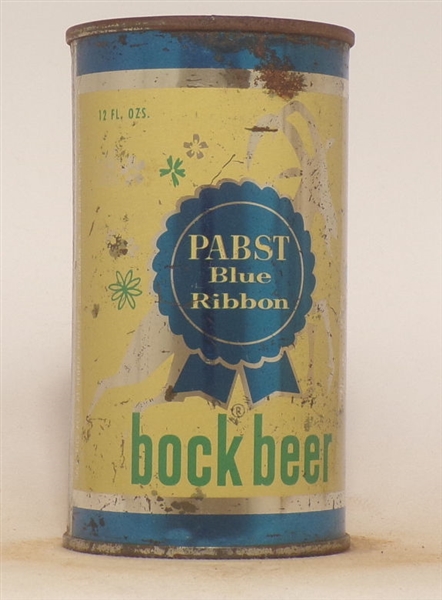 12 FL. OZS.
PABST
Blue
Ribbon
®
bock beer